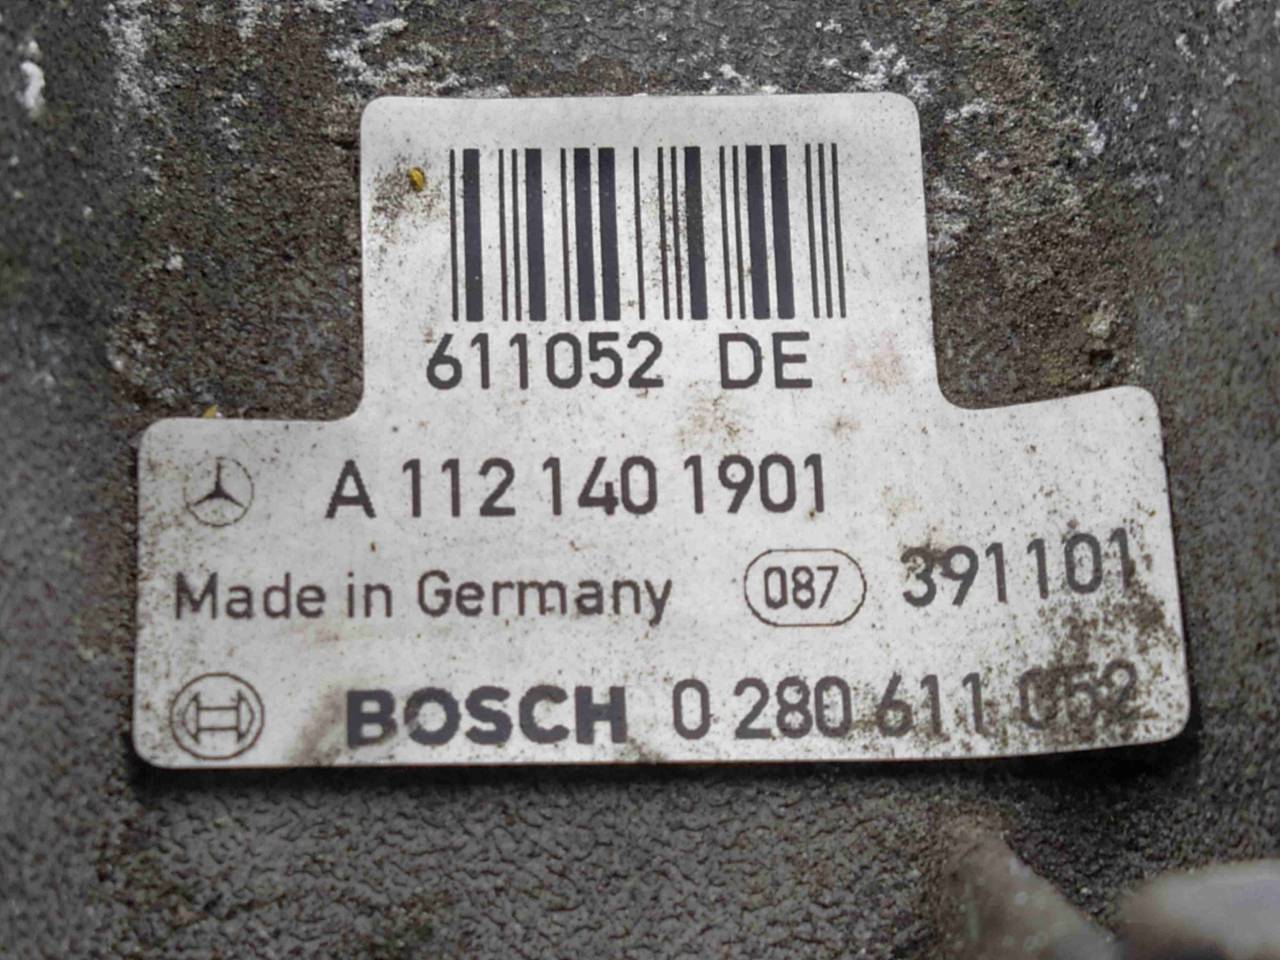 611052 DE
A 112 140 1901
Made in Germany 087 391101
BOSCH 0 280 611 052